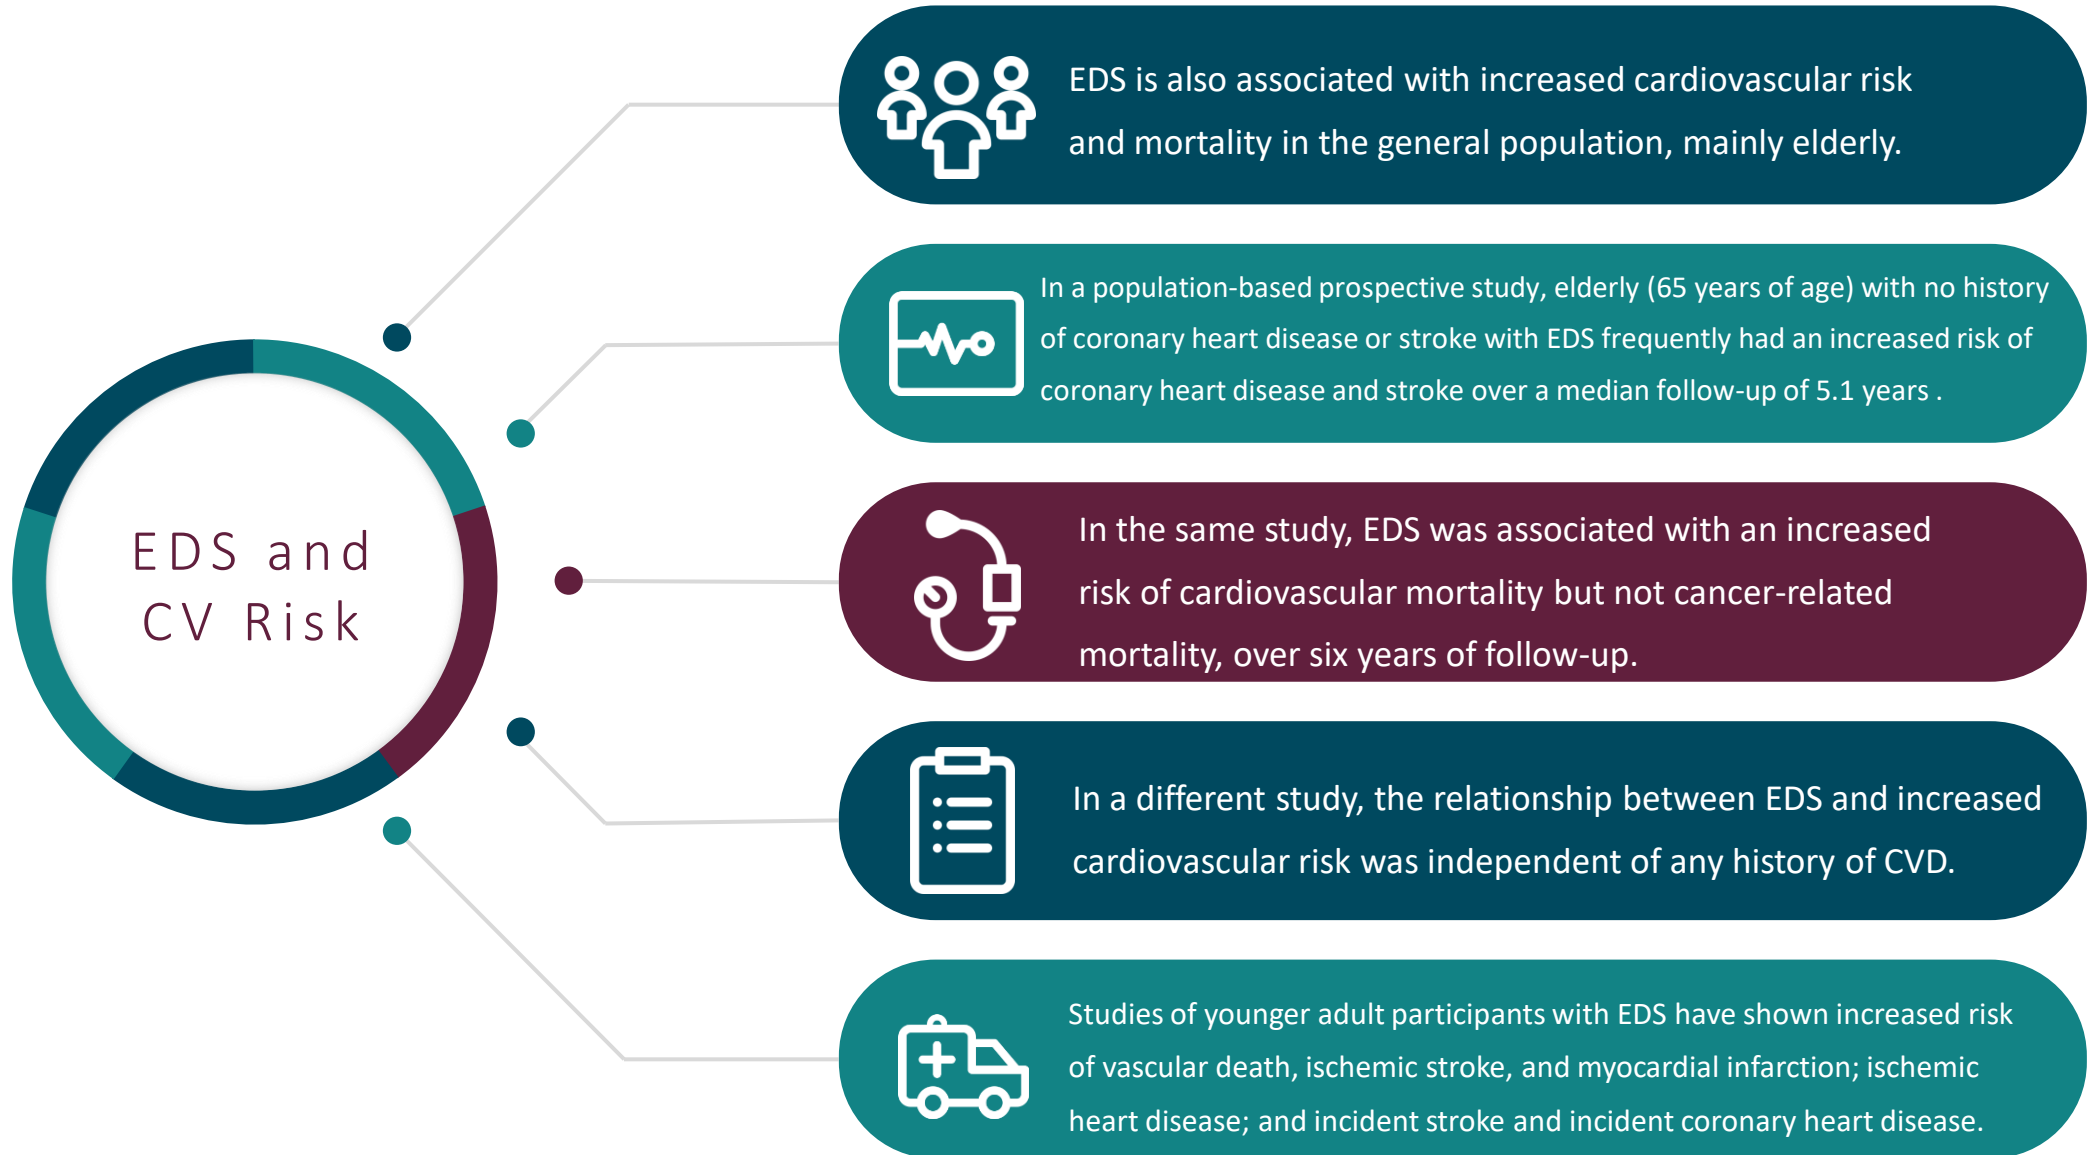 EDS and
CV Risk
EDS is also associated with increased cardiovascular risk
and mortality in the general population, mainly elderly.
In a population-based prospective study, elderly (65 years of age) with no history
of coronary heart disease or stroke with EDS frequently had an increased risk of
coronary heart disease and stroke over a median follow-up of 5.1 years .
In the same study, EDS was associated with an increased
risk of cardiovascular mortality but not cancer-related
mortality, over six years of follow-up.
In a different study, the relationship between EDS and increased
cardiovascular risk was independent of any history of CVD.
Studies of younger adult participants with EDS have shown increased risk
of vascular death, ischemic stroke, and myocardial infarction; ischemic
heart disease; and incident stroke and incident coronary heart disease.